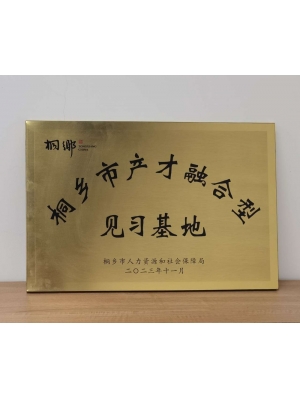 桐乡
桐乡市产才融合型
见习基地
桐乡市人力资源和社会保障局
二〇二三年十一月